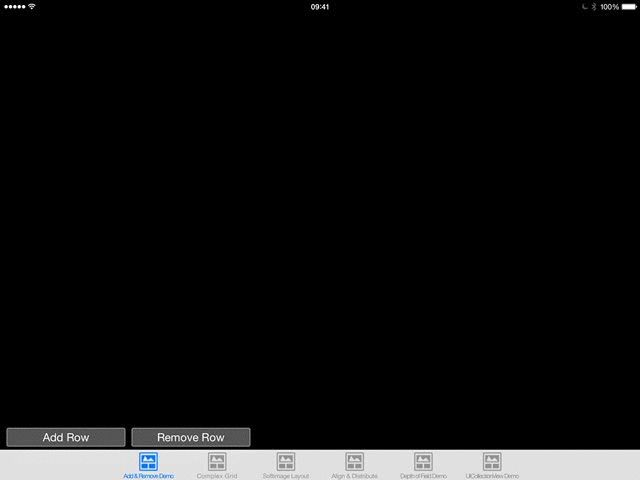 09:41
100%
Add Row
Remove Row
Add & Remove Demo
Complex Grid
Softimage Layout
Align & Distribute
Depth of Field Demo
UICollectionView Demo